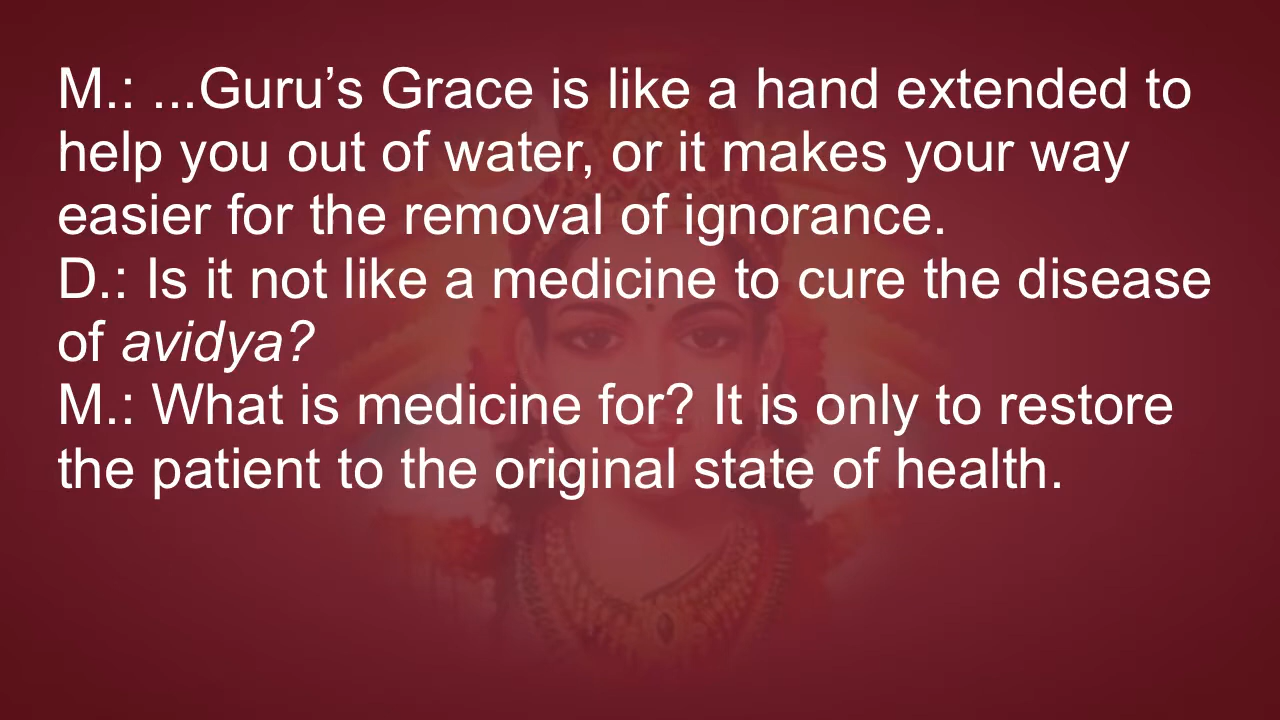 M.: ...Guru’s Grace is like a hand extended to
help you out of water, or it makes your way
easier for the removal of ignorance.
D.: Is it not like a medicine to cure the disease
of avidya?
M.: What is medicine for? It is only to restore
the patient to the original state of health.